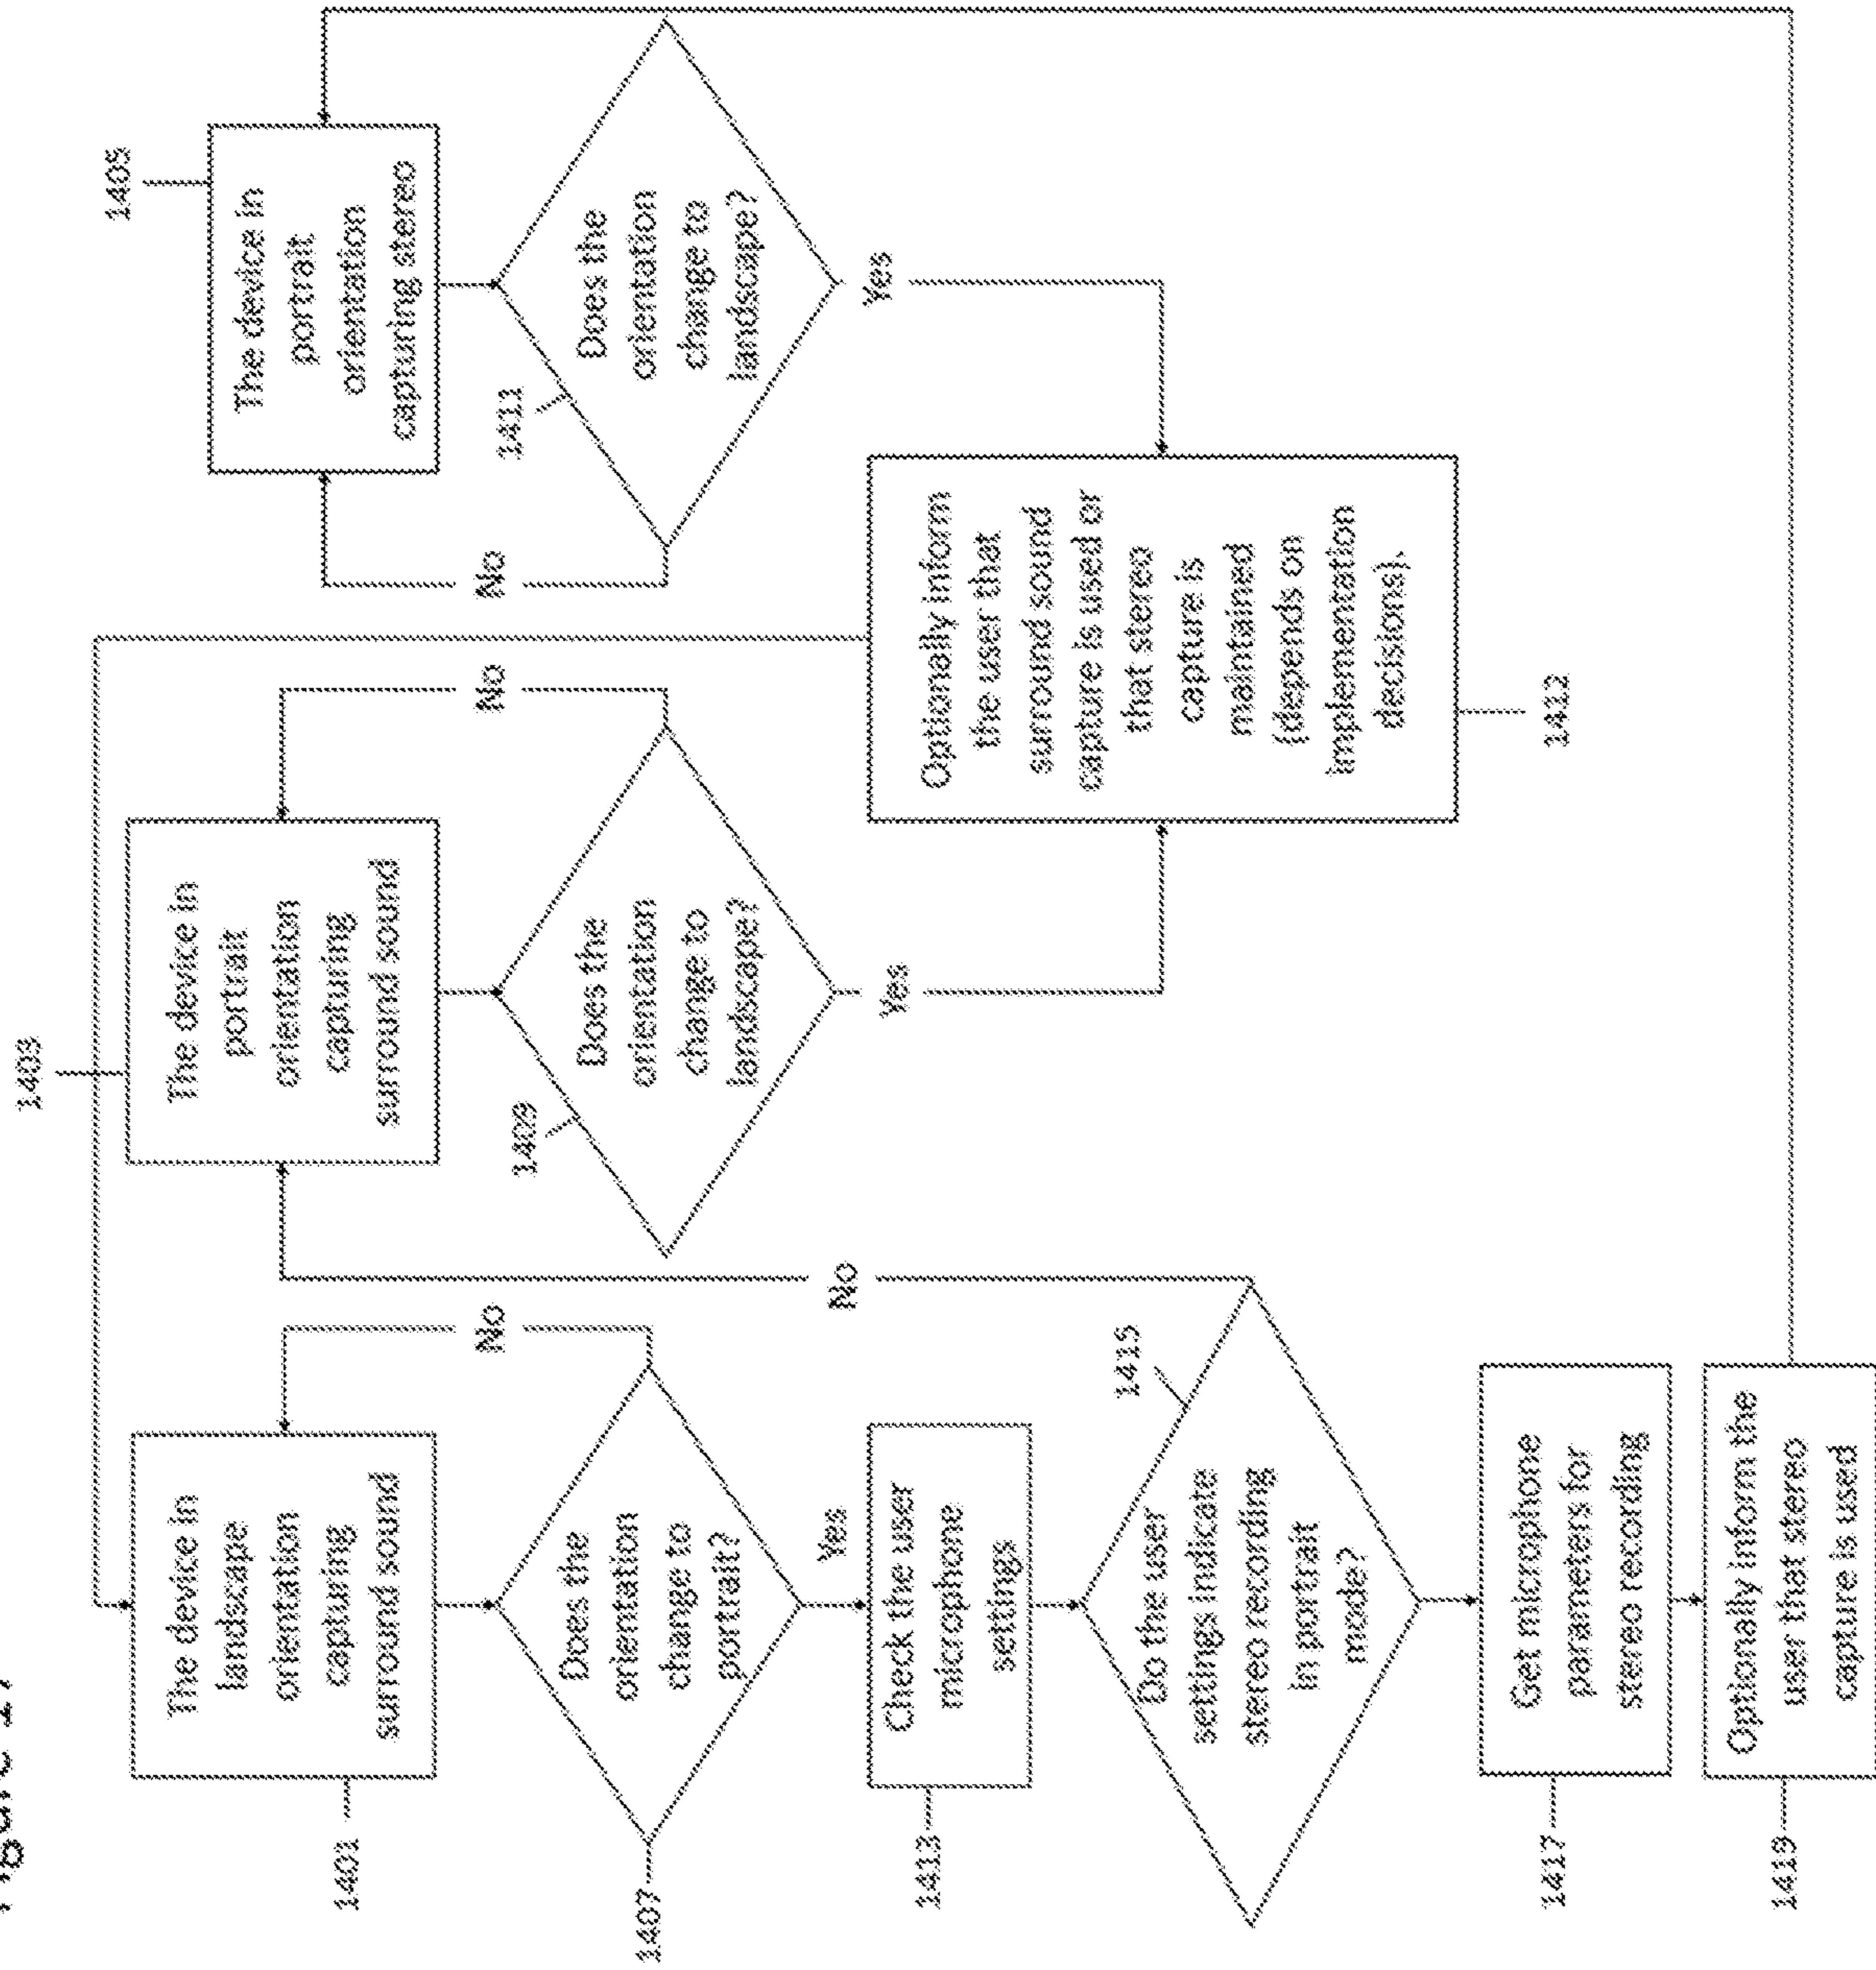 Figure
1401
The device in
landscape
orientation
capturing
surround sound
1407
Does the
orientation
change to
portrait?
No
Yes
1413
Check the user
microphone
settings
1415
Do the user
settings indicate
stereo recording
in portrait
mode?
No
1417
Get microphone
parameters for
stereo recording
1419
Optionally inform the
user that stereo
capture is used
1403
The device in
portrait
orientation
capturing
surround sound
1409
Does the
orientation
change to
landscape?
No
Yes
1405
The device in
portrait
orientation
capturing stereo
1411
Does the
orientation
change to
landscape?
No
Yes
Optionally inform
the user that
surround sound
capture is used or
that stereo
capture is
maintained
(depends on
implementation
decisions).
1412